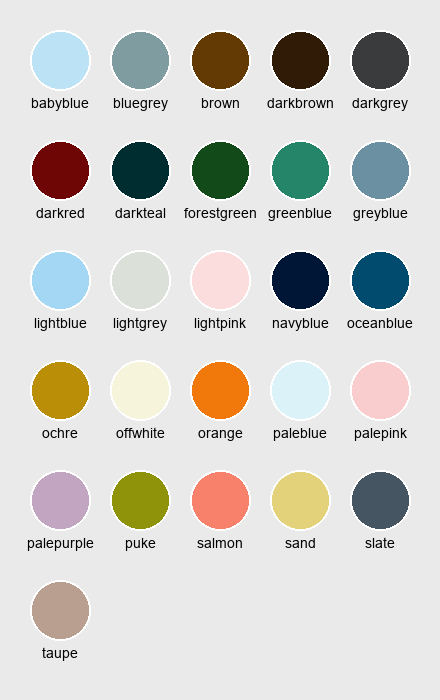 babyblue bluegrey brown darkbrown darkgrey
darkred darkteal forestgreen greenblue greyblue
lightblue lightgrey lightpink navyblue oceanblue
ochre offwhite orange paleblue palepink
palepurple puke salmon sand slate
taupe